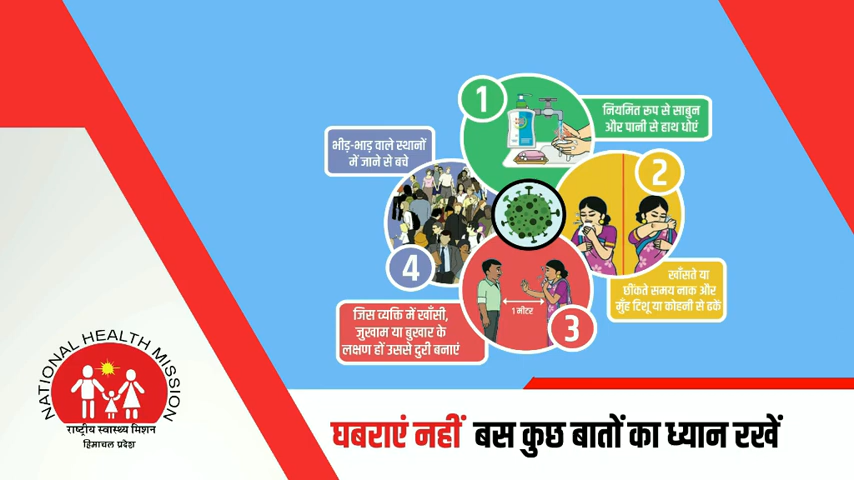 1
नियमित रूप से साबुन
और पानी से हाथ धोएं
2
खाँसते या
छींकते समय नाक और
मुँह टिशू या कोहनी से ढकें
1 मीटर
3
जिस व्यक्ति में खाँसी,
जुखाम या बुखार के
लक्षण हों उससे दुरी बनाएं
4
भीड़-भाड़ वाले स्थानों
में जाने से बचे
NATIONAL HEALTH MISSION
राष्ट्रीय स्वास्थ्य मिशन
हिमाचल प्रदेश
घबराएं नहीं बस कुछ बातों का ध्यान रखें